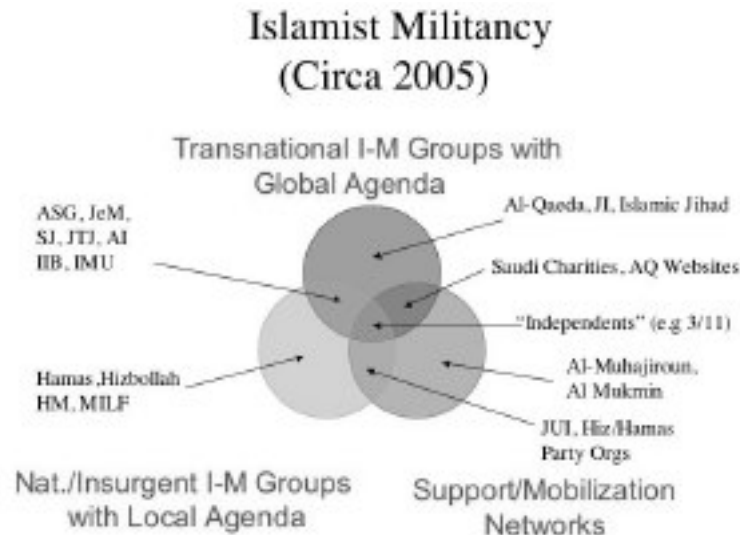 Islamist Militancy
(Circa 2005)
Transnational I-M Groups with
Global Agenda
ASG, JeM,
SJ, JTJ, AI
IIB, IMU
Al-Qaeda, JI, Islamic Jihad
Saudi Charities, AQ Websites
“Independents” (e.g 3/11)
Hamas ,Hizbollah
HM, MILF
Al-Muhajiroun,
Al Mukmin
JUI, Hiz/Hamas
Party Orgs
Nat./Insurgent I-M Groups
with Local Agenda
Support/Mobilization
Networks